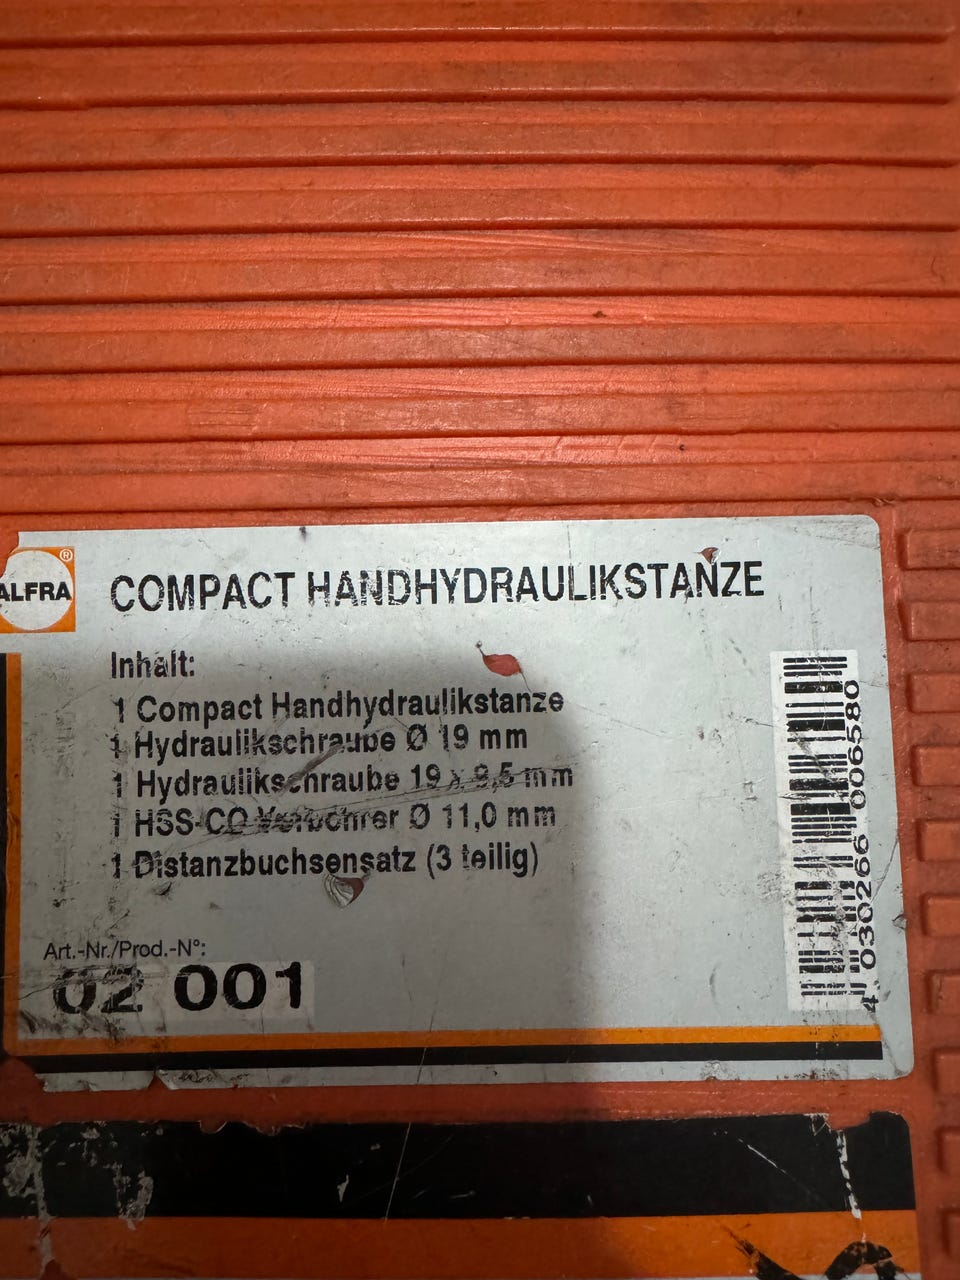 ALFRA ®
COMPACT HANDHYDRAULIKSTANZE
Inhalt:
1 Compact Handhydraulikstanze
1 Hydraulikschraube Ø 19 mm
1 Hydraulikschraube 19 x 9,5 mm
1 HSS-CO Vorbohrer Ø 11,0 mm
1 Distanzbuchsensatz (3 teilig)
Art.-Nr./Prod.-N°:
02 001
4 030266 006580